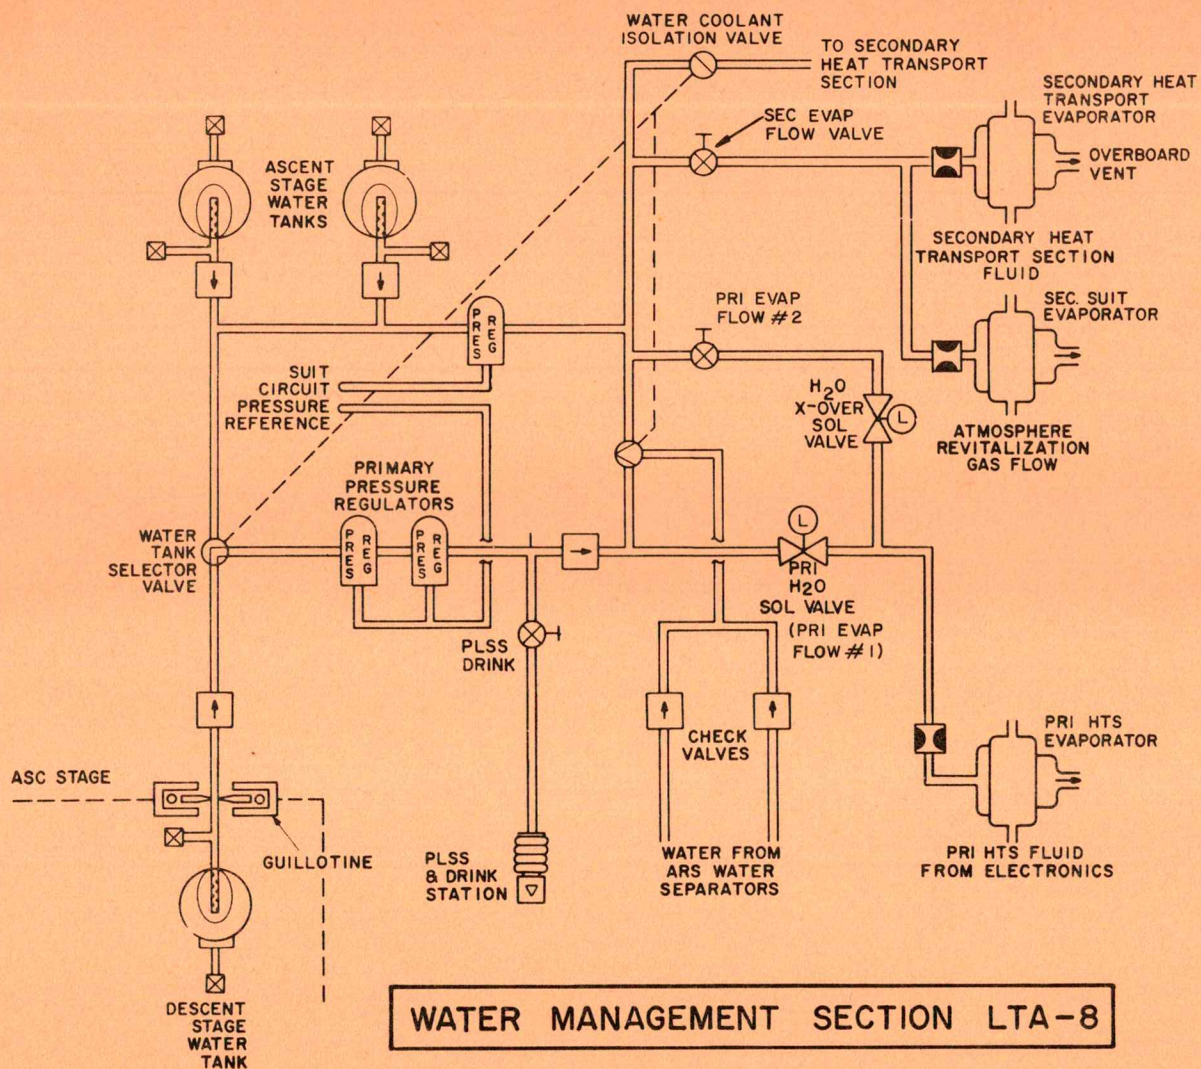 WATER COOLANT
ISOLATION VALVE
TO SECONDARY
HEAT TRANSPORT
SECTION
SECONDARY HEAT
TRANSPORT
EVAPORATOR
SEC EVAP
FLOW VALVE
OVERBOARD
VENT
ASCENT
STAGE
WATER
TANKS
SECONDARY HEAT
TRANSPORT SECTION
FLUID
PRES
REG
PRI EVAP
FLOW #2
SEC. SUIT
EVAPORATOR
SUIT
CIRCUIT
PRESSURE
REFERENCE
H2O
X-OVER
SOL
VALVE
L
ATMOSPHERE
REVITALIZATION
GAS FLOW
PRIMARY
PRESSURE
REGULATORS
WATER
TANK
SELECTOR
VALVE
PRES
REG
PRES
REG
L
PRI
H2O
SOL VALVE
(PRI EVAP
FLOW #1)
PLSS
DRINK
CHECK
VALVES
PRI HTS
EVAPORATOR
ASC STAGE
GUILLOTINE
PLSS
& DRINK
STATION
WATER FROM
ARS WATER
SEPARATORS
PRI HTS FLUID
FROM ELECTRONICS
DESCENT
STAGE
WATER
TANK
WATER MANAGEMENT SECTION LTA-8